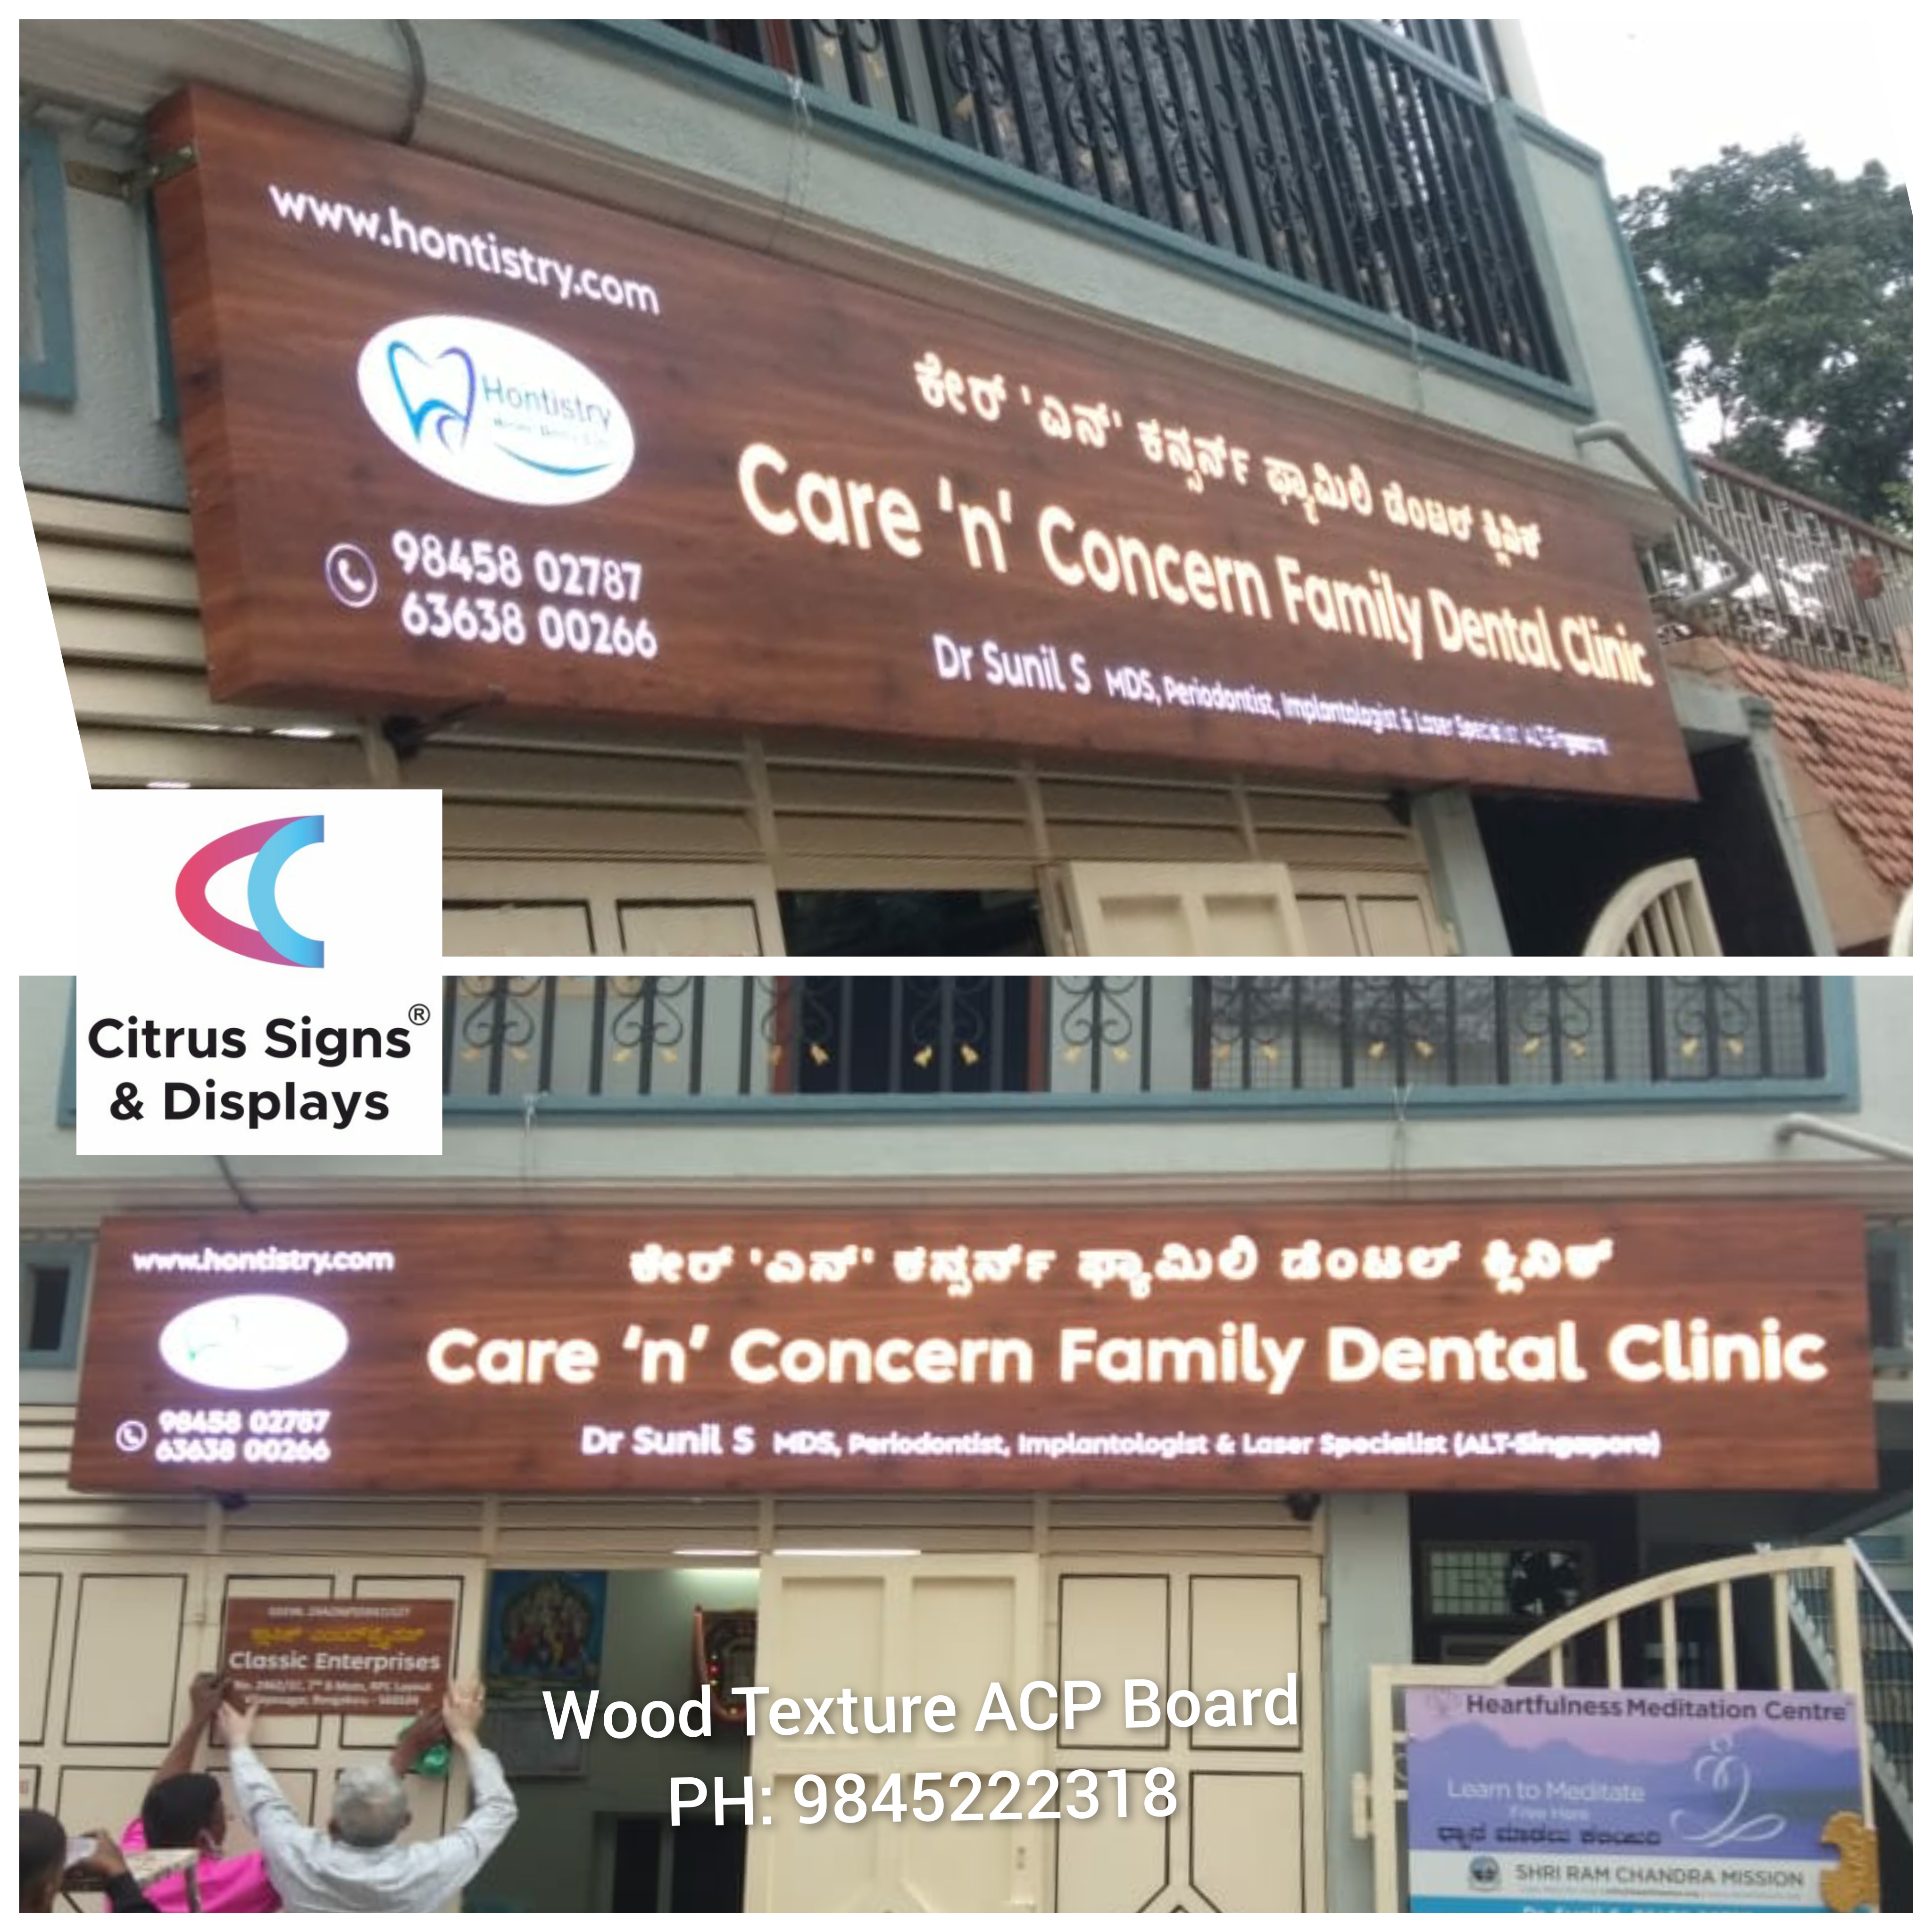 www.hontistry.com
Hontistry
98458 02787
63638 00266
ಕೇರ್ 'ಎನ್' ಕನ್ಸರ್ನ್ ಫ್ಯಾಮಿಲಿ ಡೆಂಟಲ್ ಕ್ಲಿನಿಕ್
Care 'n' Concern Family Dental Clinic
Dr Sunil S MDS, Periodontist, Implantologist & Laser Specialist ALT-Singapore
Citrus Signs®
& Displays
www.hontistry.com
98458 02787
63638 00266
ಕೇರ್ 'ಎನ್' ಕನ್ಸರ್ನ್ ಫ್ಯಾಮಿಲಿ ಡೆಂಟಲ್ ಕ್ಲಿನಿಕ್
Care 'n' Concern Family Dental Clinic
Dr Sunil S MDS, Periodontist, Implantologist & Laser Specialist (ALT-Singapore)
Classic Enterprises
Wood Texture ACP Board
PH: 9845222318
Heartfulness Meditation Centre
Learn to Meditate
Free Here
ಧ್ಯಾನ ಮಾಡಲು ಕಲಿಯಿರಿ
SHRI RAM CHANDRA MISSION